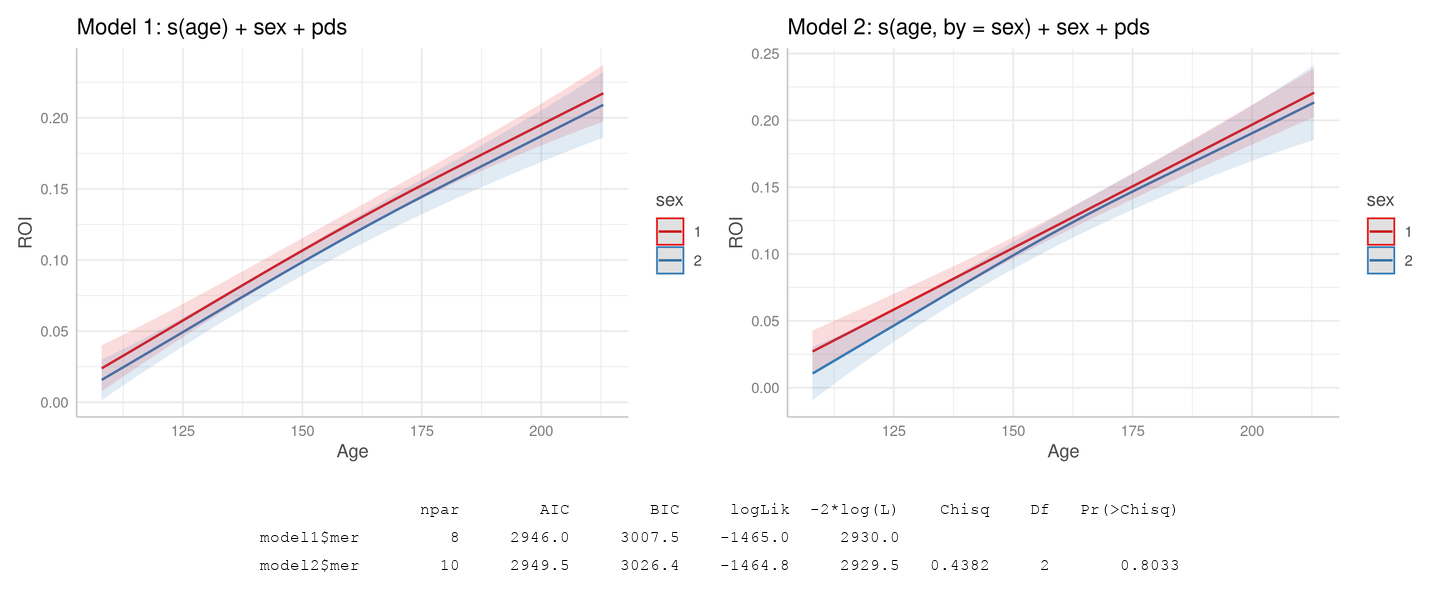 Model 1: s(age) + sex + pds
ROI
0.20
0.15
0.10
0.05
0.00
125 150 175 200
Age
sex
1
2
Model 2: s(age, by = sex) + sex + pds
ROI
0.25
0.20
0.15
0.10
0.05
0.00
125 150 175 200
Age
sex
1
2
npar AIC BIC logLik -2*log(L) Chisq Df Pr(>Chisq)
model1$mer 8 2946.0 3007.5 -1465.0 2930.0
model2$mer 10 2949.5 3026.4 -1464.8 2929.5 0.4382 2 0.8033